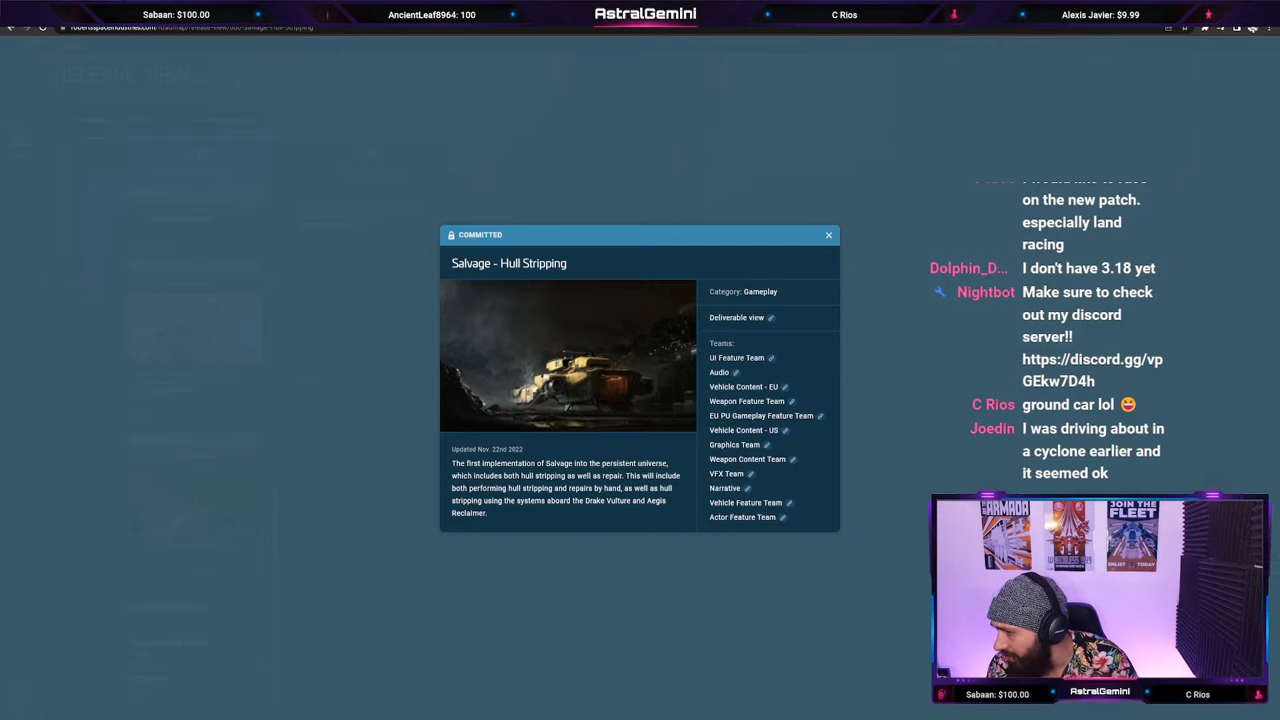 Sabaan: $100.00
AncientLeaf8964: 100
AstralGemini
C Rios
Alexis Javier: $9.99
RELEASE VIEW
COMMITTED
Salvage - Hull Stripping
Category: Gameplay
Deliverable view
Teams:
UI Feature Team
Audio
Vehicle Content - EU
Weapon Feature Team
EU PU Gameplay Feature Team
Vehicle Content - US
Graphics Team
Weapon Content Team
VFX Team
Narrative
Vehicle Feature Team
Actor Feature Team
Updated Nov. 22nd 2022
The first implementation of Salvage into the persistent universe,
which includes both hull stripping as well as repair. This will include
both performing hull stripping and repairs by hand, as well as hull
stripping using the systems aboard the Drake Vulture and Aegis
Reclaimer.
on the new patch.
especially land
racing
Dolphin_D... I don't have 3.18 yet
Nightbot Make sure to check
out my discord
server!!
https://discord.gg/vp
GEkw7D4h
C Rios ground car lol 😆
Joedin I was driving about in
a cyclone earlier and
it seemed ok
ARMADA
JOIN THE
FLEET
ENLIST TODAY
Sabaan: $100.00
AstralGemini
C Rios